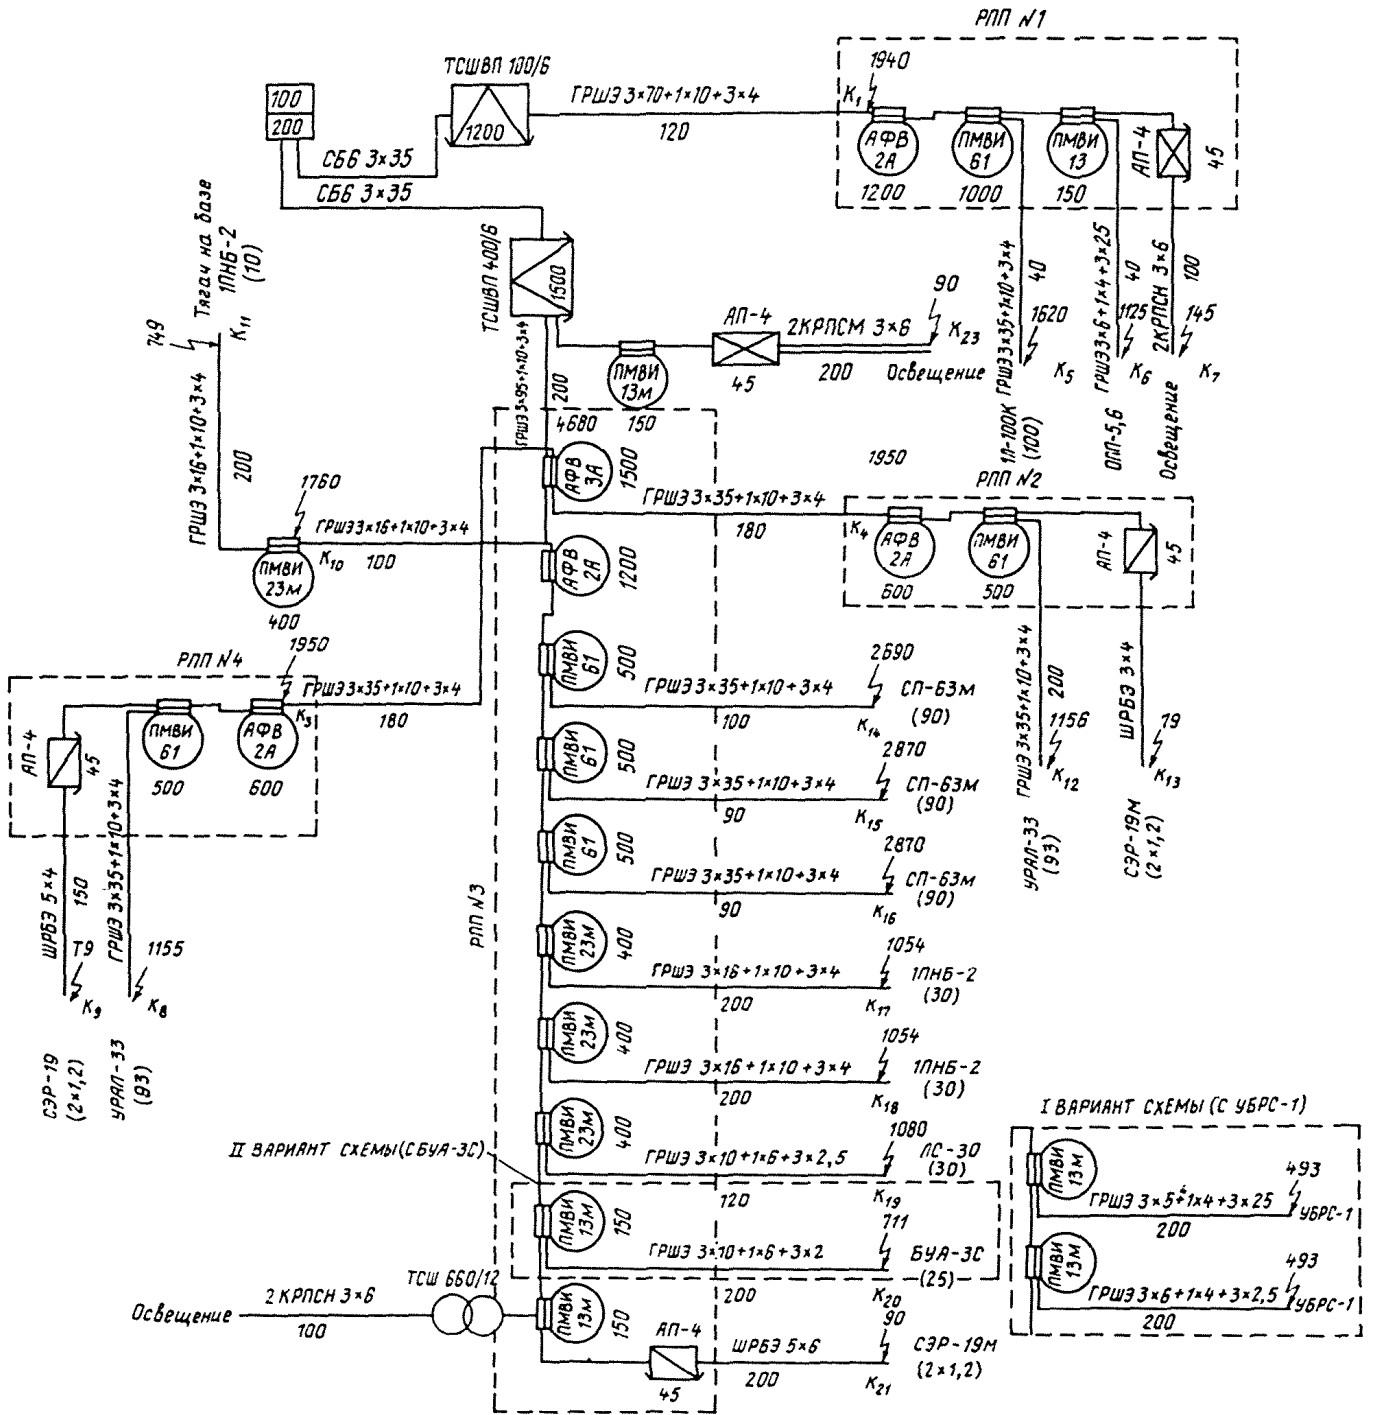 РПП №1
ТСШВП 100/6
1940
100
200
1200
ГРШЭ 3×70+1×10+3×4
120
К1
АФВ
2А
1200
ПМВИ
61
1000
ПМВИ
13
150
АП-4
45
СБ6 3×35
СБ6 3×35
Тягач на базе
1ПНБ-2
(10)
К11
749
ТСШВП 400/6
1500
ГРШЭ 3×35+1×10+3×4
40
1620
К5
1П-100К
(100)
ГРШЭ 3×6+1×4+3×25
40
1125
К6
ОПП-5,6
2КРПСН 3×6
100
145
К7
Освещение
90
АП-4
2КРПСМ 3×6
К23
45
200
Освещение
ПМВИ
13м
150
ГРШЭ 3×95+1×10+3×4
200
4680
ГРШЭ 3×16+1×10+3×4
200
АФВ
3А
1500
1760
ГРШЭ 3×16+1×10+3×4
К10
100
ПМВИ
23м
400
1950
РПП №2
ГРШЭ 3×35+1×10+3×4
180
К4
АФВ
2А
600
ПМВИ
61
500
АП-4
45
АФВ
2А
1200
РПП №4
1950
ГРШЭ 3×35+1×10+3×4
К3
180
АП-4
45
ПМВИ
61
500
АФВ
2А
600
ШРБЭ 5×4
150
Т9
К9
СЭР-19
(2×1,2)
ГРШЭ 3×35+1×10+3×4
1155
К8
УРАЛ-33
(93)
ГРШЭ 3×35+1×10+3×4
200
1156
К12
УРАЛ-33
(93)
ШРБЭ 3×4
79
К13
СЭР-19М
(2×1,2)
РПП №3
ПМВИ
61
500
2690
ГРШЭ 3×35+1×10+3×4
СП-63м
(90)
100
К14
ПМВИ
61
500
2870
ГРШЭ 3×35+1×10+3×4
СП-63м
(90)
90
К15
ПМВИ
61
500
2870
ГРШЭ 3×35+1×10+3×4
СП-63м
(90)
90
К16
ПМВИ
23м
400
1054
ГРШЭ 3×16+1×10+3×4
1ПНБ-2
(30)
200
К17
ПМВИ
23м
400
1054
ГРШЭ 3×16+1×10+3×4
1ПНБ-2
(30)
200
К18
ПМВИ
23м
400
1080
ГРШЭ 3×10+1×6+3×2,5
ЛС-30
(30)
120
К19
II ВАРИАНТ СХЕМЫ(С БУА-3С)
ПМВИ
13м
150
711
ГРШЭ 3×10+1×6+3×2
БУА-3С
(25)
200
К20
ТСШ 660/12
2 КРПСН 3×6
Освещение
100
ПМВИ
13м
150
АП-4
45
90
ШРБЭ 5×6
СЭР-19м
(2×1,2)
200
К21
I ВАРИАНТ СХЕМЫ (С УБРС-1)
ПМВИ
13м
493
ГРШЭ 3×5+1×4+3×25
УБРС-1
200
ПМВИ
13м
493
ГРШЭ 3×6+1×4+3×2,5
УБРС-1
200